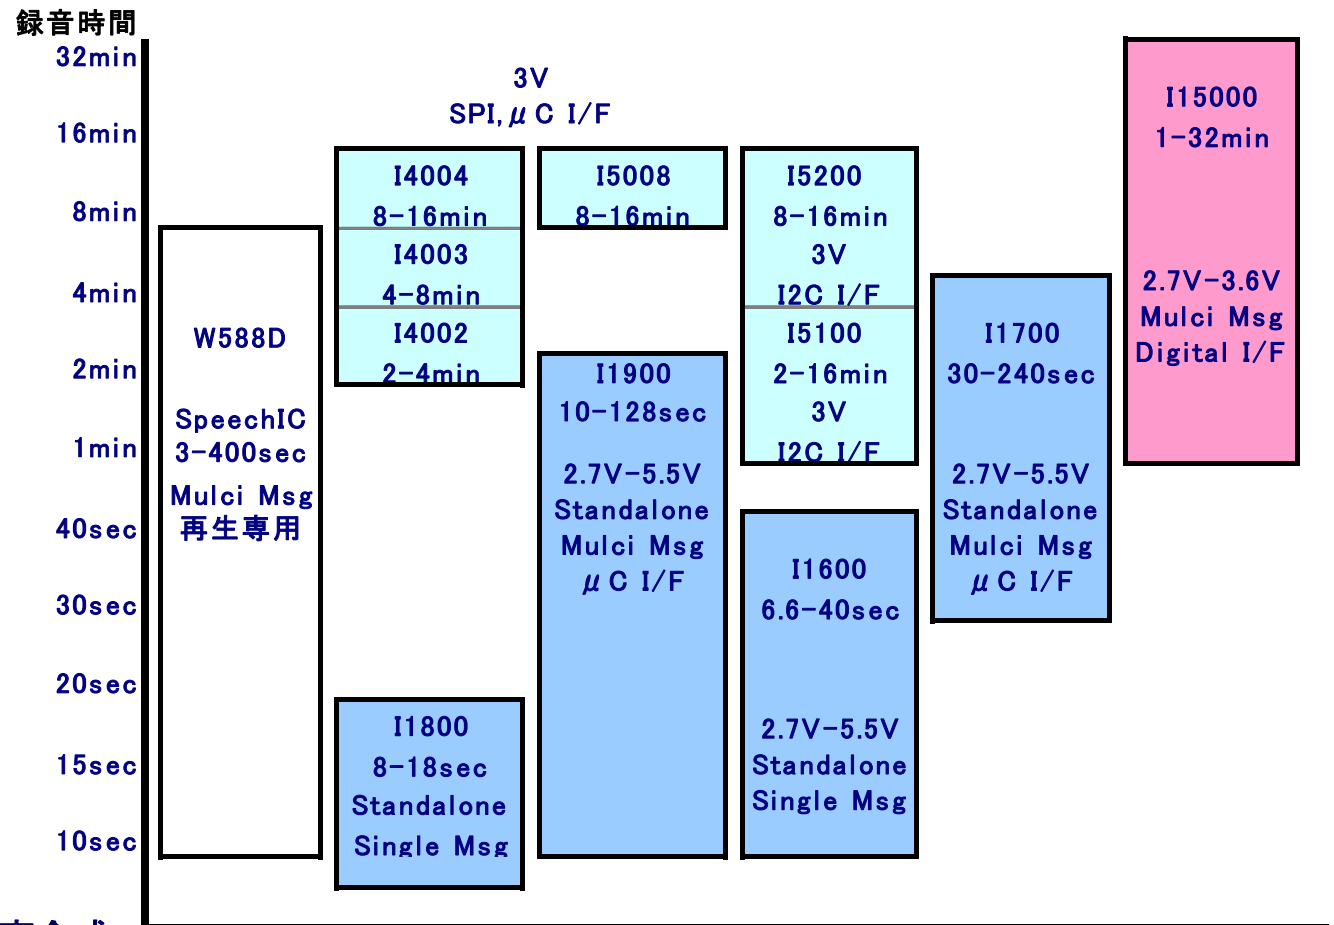 録音時間
32min
16min
8min
4min
2min
1min
40sec
30sec
20sec
15sec
10sec
W588D
SpeechIC
3-400sec
Mulci Msg
再生専用
3V
SPI,μC I/F
I4004
8-16min
I4003
4-8min
I4002
2-4min
I1800
8-18sec
Standalone
Single Msg
I5008
8-16min
I1900
10-128sec
2.7V-5.5V
Standalone
Mulci Msg
μC I/F
I5200
8-16min
3V
I2C I/F
I5100
2-16min
3V
I2C I/F
I1600
6.6-40sec
2.7V-5.5V
Standalone
Single Msg
I1700
30-240sec
2.7V-5.5V
Standalone
Mulci Msg
μC I/F
I15000
1-32min
2.7V-3.6V
Mulci Msg
Digital I/F